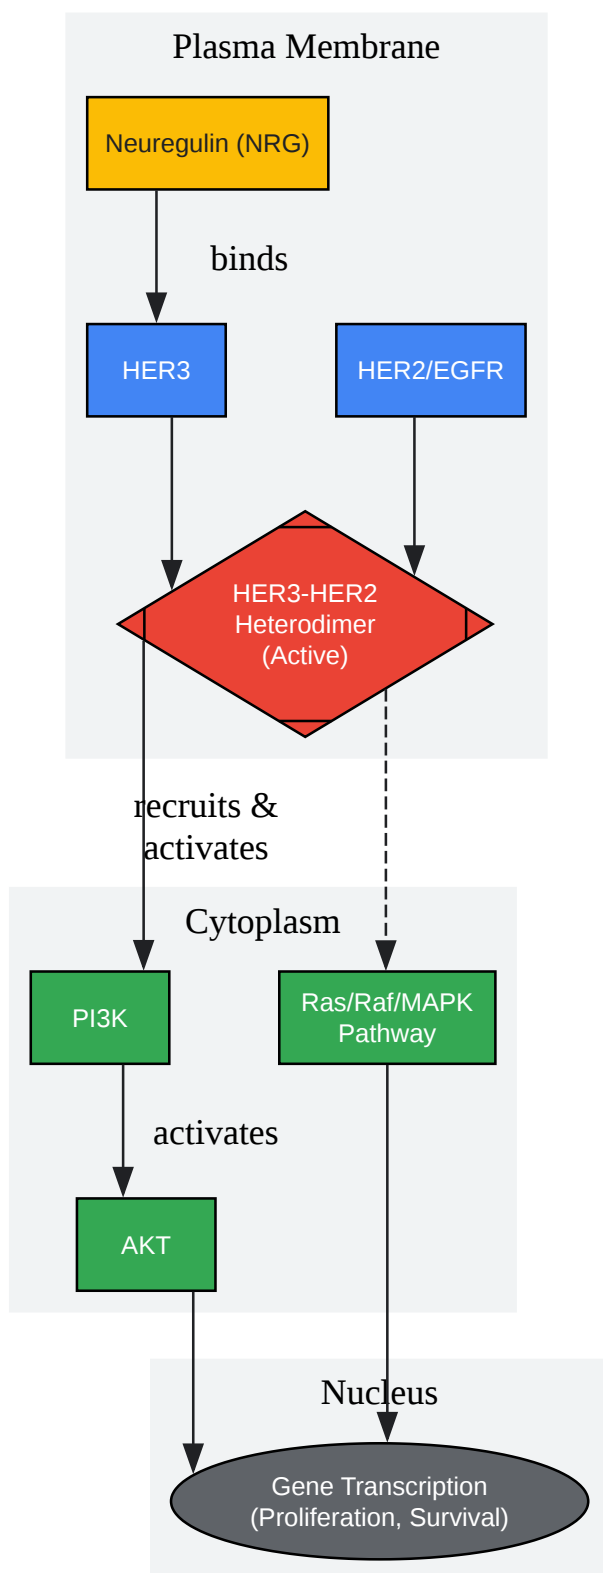 Plasma Membrane
Neuregulin (NRG)
binds
HER3
HER2/EGFR
HER3-HER2
Heterodimer
(Active)
recruits &
activates
Cytoplasm
PI3K
Ras/Raf/MAPK
Pathway
activates
AKT
Nucleus
Gene Transcription
(Proliferation, Survival)